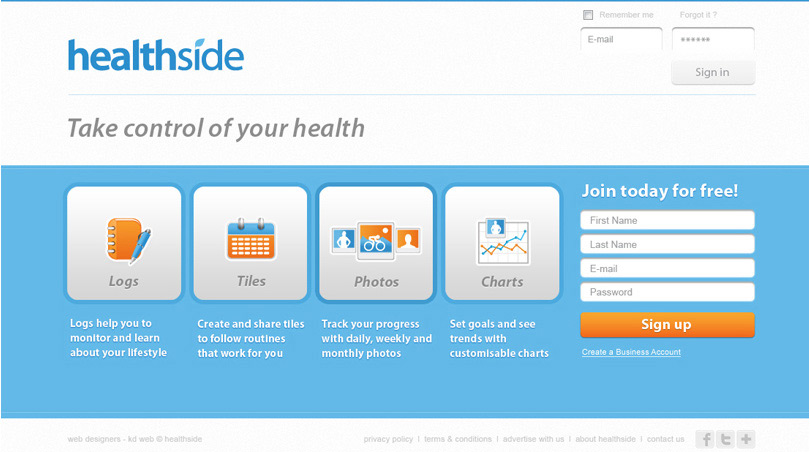 Remember me
Forgot it ?
E-mail
******
Sign in
healthside
Take control of your health
Logs
Tiles
Photos
Charts
Logs help you to
monitor and learn
about your lifestyle
Create and share tiles
to follow routines
that work for you
Track your progress
with daily, weekly and
monthly photos
Set goals and see
trends with
customisable charts
Join today for free!
First Name
Last Name
E-mail
Password
Sign up
Create a Business Account
web designers - kd web © healthside
privacy policy | terms & conditions | advertise with us | about healthside | contact us